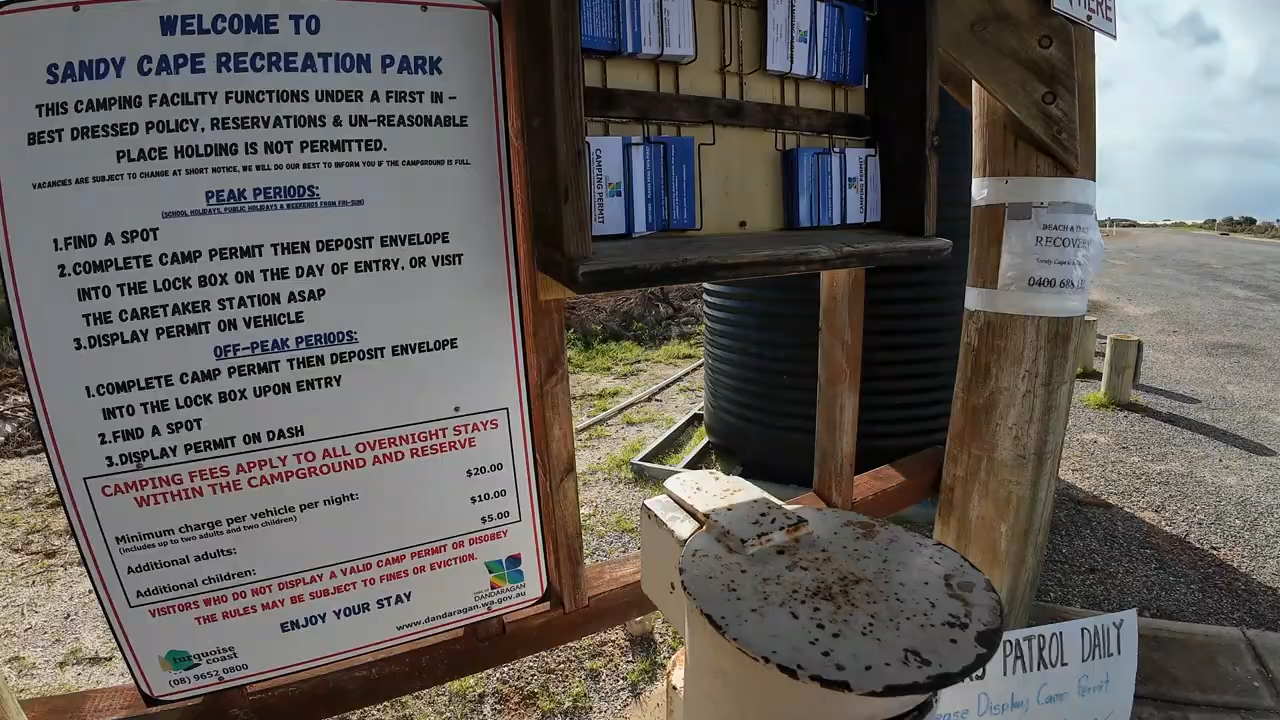 WELCOME TO
SANDY CAPE RECREATION PARK
THIS CAMPING FACILITY FUNCTIONS UNDER A FIRST IN –
BEST DRESSED POLICY, RESERVATIONS & UN-REASONABLE
PLACE HOLDING IS NOT PERMITTED.
VACANCIES ARE SUBJECT TO CHANGE AT SHORT NOTICE, WE WILL DO OUR BEST TO INFORM YOU IF THE CAMPGROUND IS FULL.
PEAK PERIODS:
(SCHOOL HOLIDAYS, PUBLIC HOLIDAYS & WEEKENDS FROM FRI-SUN)
1.FIND A SPOT
2.COMPLETE CAMP PERMIT THEN DEPOSIT ENVELOPE
INTO THE LOCK BOX ON THE DAY OF ENTRY, OR VISIT
THE CARETAKER STATION ASAP
3.DISPLAY PERMIT ON VEHICLE
OFF-PEAK PERIODS:
1.COMPLETE CAMP PERMIT THEN DEPOSIT ENVELOPE
INTO THE LOCK BOX UPON ENTRY
2.FIND A SPOT
3.DISPLAY PERMIT ON DASH
CAMPING FEES APPLY TO ALL OVERNIGHT STAYS
WITHIN THE CAMPGROUND AND RESERVE
Minimum charge per vehicle per night: $20.00
(includes up to two adults and two children)
Additional adults: $10.00
Additional children: $5.00
VISITORS WHO DO NOT DISPLAY A VALID CAMP PERMIT OR DISOBEY
THE RULES MAY BE SUBJECT TO FINES OR EVICTION.
ENJOY YOUR STAY
DANDARAGAN
www.dandaragan.wa.gov.au
turquoise
coast
(08) 9652 0800
CAMPING PERMIT
CAMPING PERMIT
HERE
BEACH &
RECOVERY
Sandy Cape
0400 688
PATROL DAILY
ease Display Camp Permit